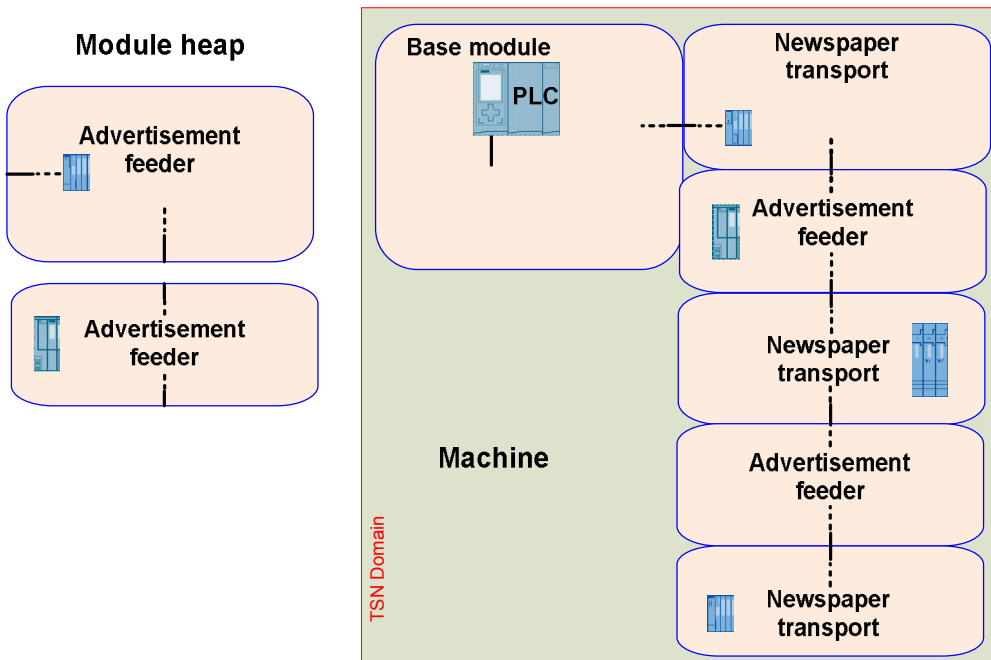 Module heap
Advertisement
feeder
Advertisement
feeder
Base module
PLC
Newspaper
transport
Advertisement
feeder
Newspaper
transport
Machine
Advertisement
feeder
TSN Domain
Newspaper
transport